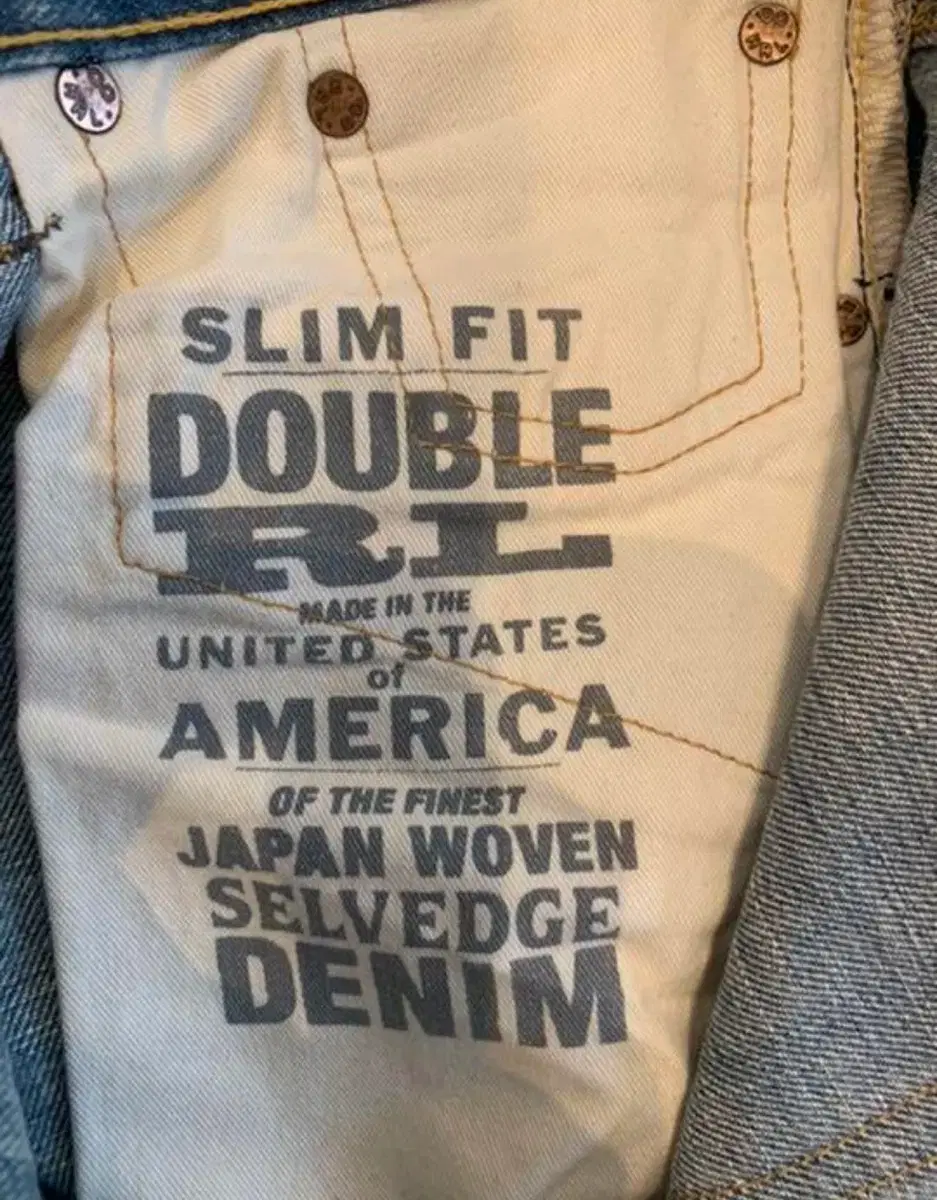 SLIM FIT
DOUBLE
RL
MADE IN THE
UNITED STATES
of
AMERICA
OF THE FINEST
JAPAN WOVEN
SELVEDGE
DENIM